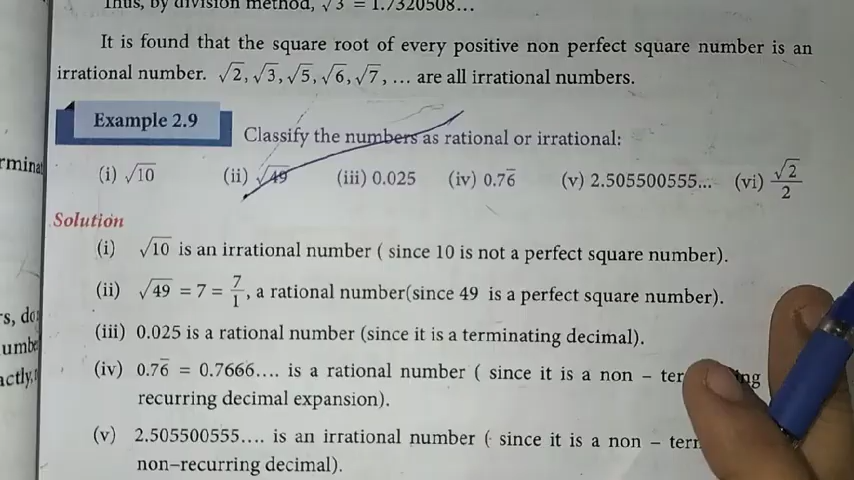 Thus, by division method, √3 = 1.7320508...
It is found that the square root of every positive non perfect square number is an
irrational number. √2, √3, √5, √6, √7, ... are all irrational numbers.
Example 2.9
Classify the numbers as rational or irrational:
(i) √10 (ii) √49 (iii) 0.025 (iv) 0.76̅ (v) 2.505500555... (vi) √2/2
Solution
(i) √10 is an irrational number ( since 10 is not a perfect square number).
(ii) √49 = 7 = 7/1, a rational number(since 49 is a perfect square number).
(iii) 0.025 is a rational number (since it is a terminating decimal).
(iv) 0.76̅ = 0.7666.... is a rational number ( since it is a non – ter ing
recurring decimal expansion).
(v) 2.505500555.... is an irrational number ( since it is a non – terr
non–recurring decimal).